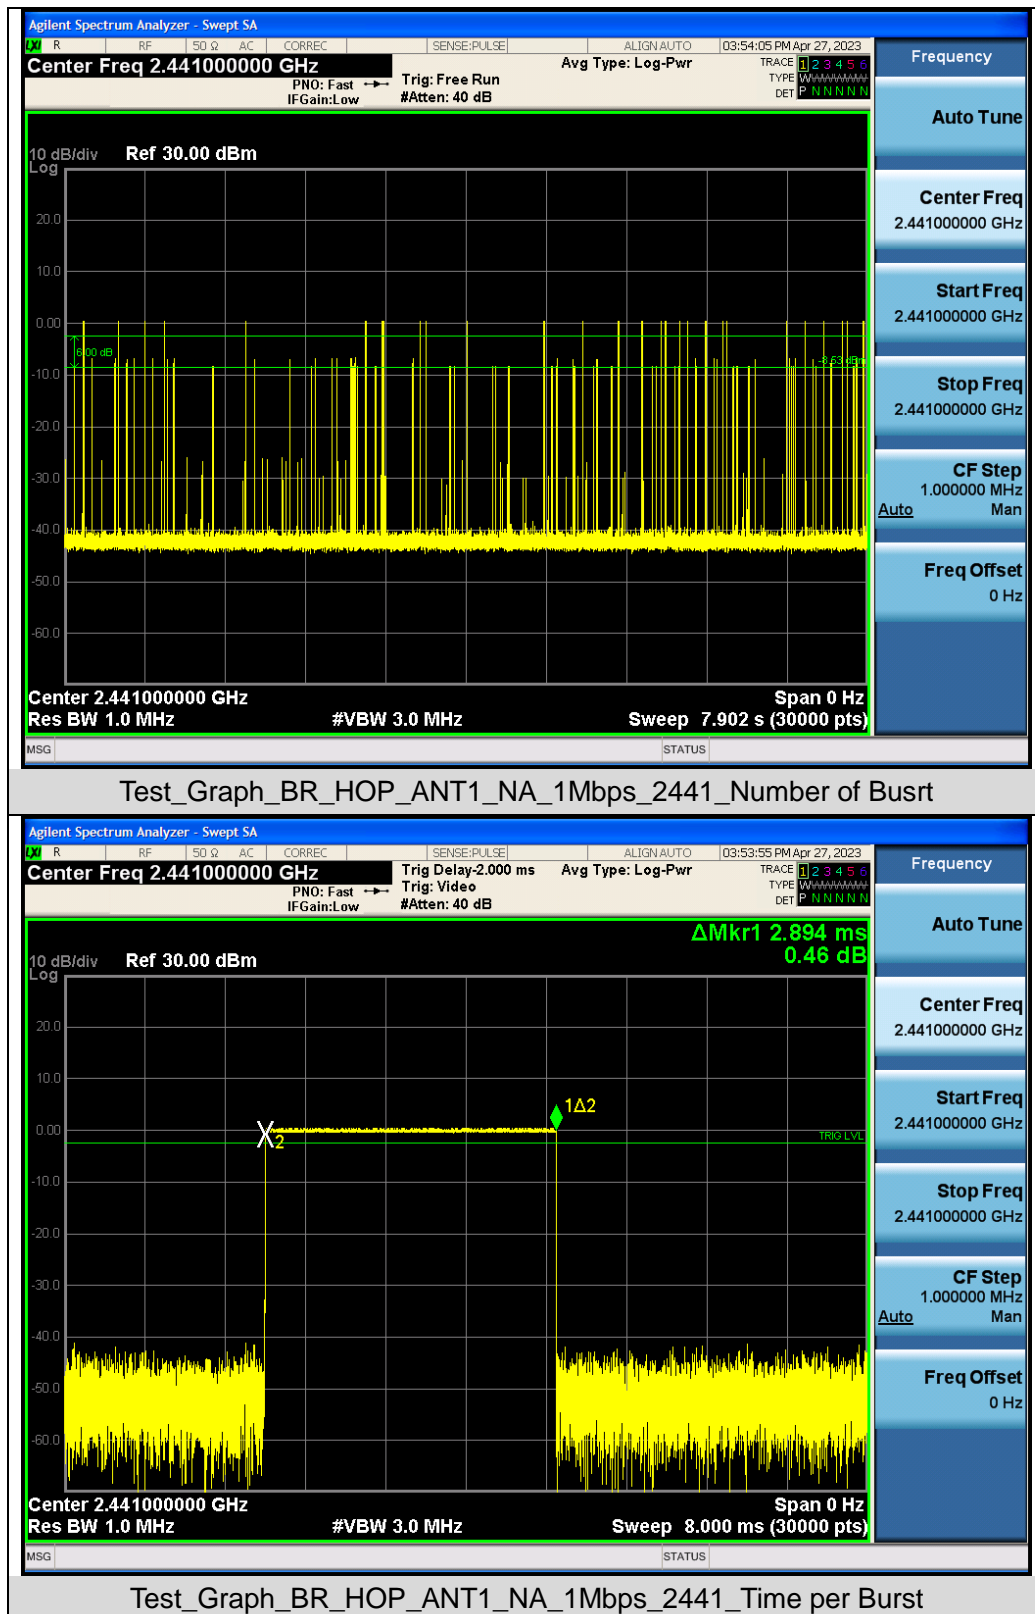 Agilent Spectrum Analyzer - Swept SA
LXI R RF 50 Ω AC CORREC SENSE:PULSE ALIGN AUTO 03:54:05 PM Apr 27, 2023
Center Freq 2.441000000 GHz
PNO: Fast
IFGain:Low
Trig: Free Run
#Atten: 40 dB
Avg Type: Log-Pwr
TRACE 1 2 3 4 5 6
TYPE
DET P N N N N N
Frequency
Auto Tune
Center Freq
2.441000000 GHz
Start Freq
2.441000000 GHz
Stop Freq
2.441000000 GHz
CF Step
1.000000 MHz
Auto Man
Freq Offset
0 Hz
10 dB/div Ref 30.00 dBm
Log
20.0
10.0
0.00
6.00 dB
-8.53 dBm
-10.0
-20.0
-30.0
-40.0
-50.0
-60.0
Center 2.441000000 GHz Span 0 Hz
Res BW 1.0 MHz #VBW 3.0 MHz Sweep 7.902 s (30000 pts)
MSG STATUS
Test_Graph_BR_HOP_ANT1_NA_1Mbps_2441_Number of Busrt
Agilent Spectrum Analyzer - Swept SA
LXI R RF 50 Ω AC CORREC SENSE:PULSE ALIGN AUTO 03:53:55 PM Apr 27, 2023
Center Freq 2.441000000 GHz
PNO: Fast
IFGain:Low
Trig Delay-2.000 ms
Trig: Video
#Atten: 40 dB
Avg Type: Log-Pwr
TRACE 1 2 3 4 5 6
TYPE
DET P N N N N N
Frequency
Auto Tune
Center Freq
2.441000000 GHz
Start Freq
2.441000000 GHz
Stop Freq
2.441000000 GHz
CF Step
1.000000 MHz
Auto Man
Freq Offset
0 Hz
ΔMkr1 2.894 ms
0.46 dB
10 dB/div Ref 30.00 dBm
Log
20.0
10.0
1Δ2
0.00
2
TRIG LVL
-10.0
-20.0
-30.0
-40.0
-50.0
-60.0
Center 2.441000000 GHz Span 0 Hz
Res BW 1.0 MHz #VBW 3.0 MHz Sweep 8.000 ms (30000 pts)
MSG STATUS
Test_Graph_BR_HOP_ANT1_NA_1Mbps_2441_Time per Burst